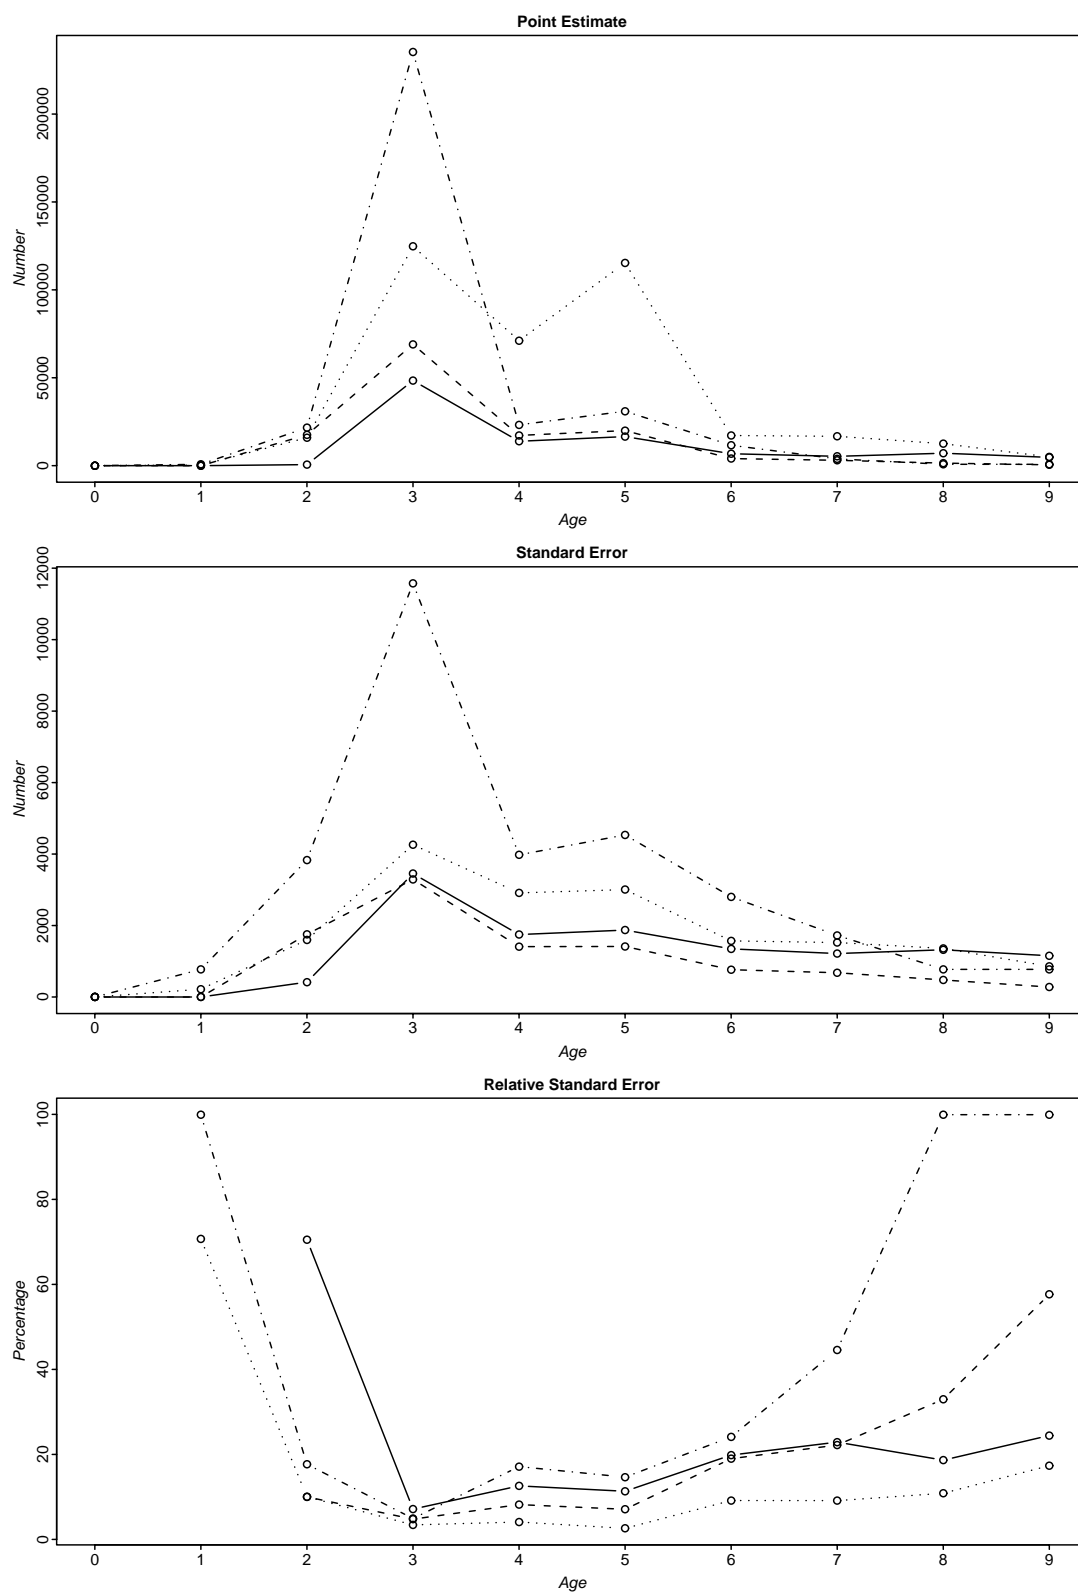 Point Estimate
200000
150000
100000
50000
0
Number
0 1 2 3 4 5 6 7 8 9
Age
Standard Error
12000
10000
8000
6000
4000
2000
0
Number
0 1 2 3 4 5 6 7 8 9
Age
Relative Standard Error
100
80
60
40
20
0
Percentage
0 1 2 3 4 5 6 7 8 9
Age